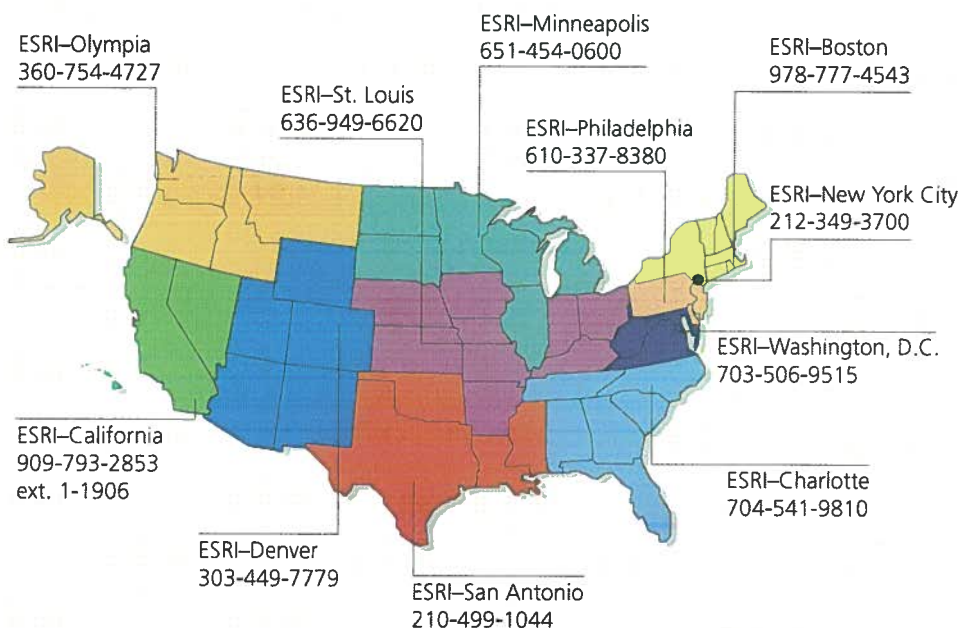 ESRI–Minneapolis
651-454-0600
ESRI–Olympia
360-754-4727
ESRI–Boston
978-777-4543
ESRI–St. Louis
636-949-6620
ESRI–Philadelphia
610-337-8380
ESRI–New York City
212-349-3700
ESRI–Washington, D.C.
703-506-9515
ESRI–California
909-793-2853
ext. 1-1906
ESRI–Charlotte
704-541-9810
ESRI–Denver
303-449-7779
ESRI–San Antonio
210-499-1044